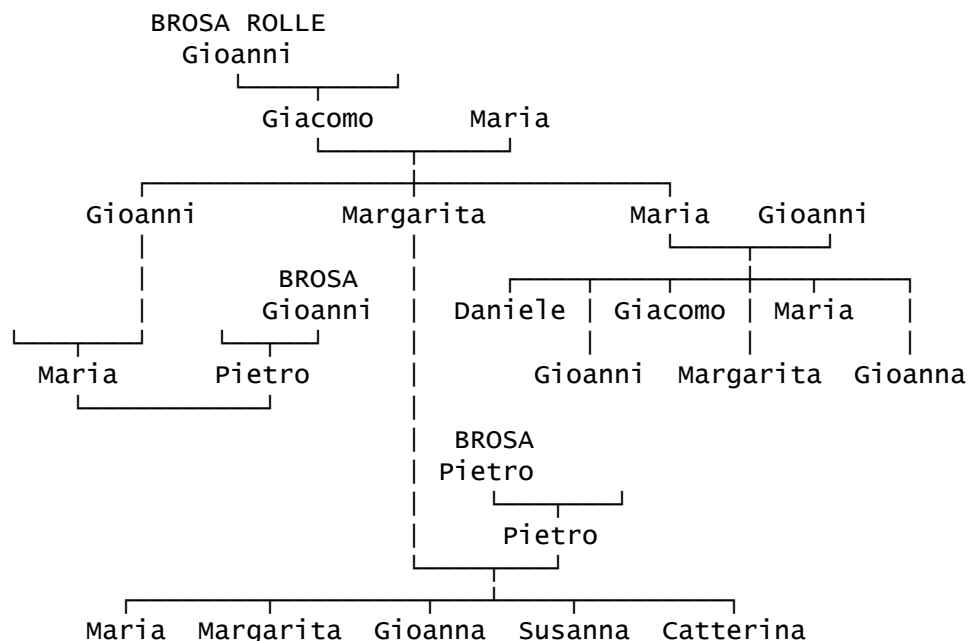 BROSA ROLLE
Gioanni
Giacomo Maria
Gioanni Margarita Maria Gioanni
BROSA
Gioanni Daniele Giacomo Maria
Maria Pietro Gioanni Margarita Gioanna
BROSA
Pietro
Pietro
Maria Margarita Gioanna Susanna Catterina